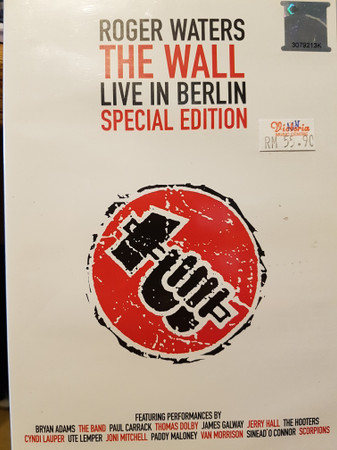 ROGER WATERS
THE WALL
LIVE IN BERLIN
SPECIAL EDITION
3079213K
Victoria
RM 55.90
FEATURING PERFORMANCES BY
BRYAN ADAMS THE BAND PAUL CARRACK THOMAS DOLBY JAMES GALWAY JERRY HALL THE HOOTERS
CYNDI LAUPER UTE LEMPER JONI MITCHELL PADDY MALONEY VAN MORRISON SINEAD O CONNOR SCORPIONS